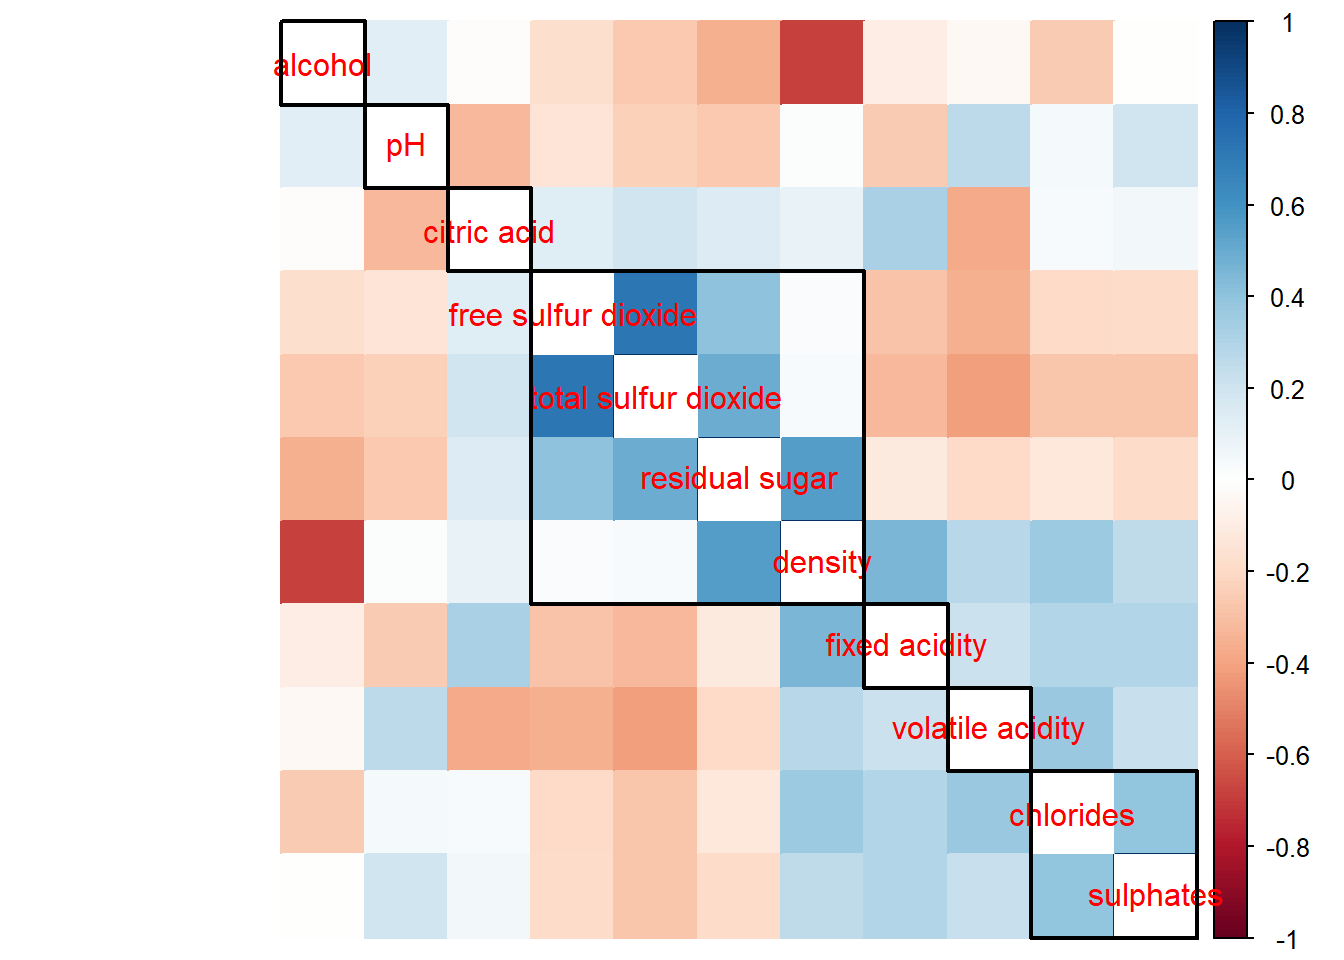 alcohol
pH
citric acid
free sulfur dioxide
total sulfur dioxide
residual sugar
density
fixed acidity
volatile acidity
chlorides
sulphates
1
0.8
0.6
0.4
0.2
0
-0.2
-0.4
-0.6
-0.8
-1